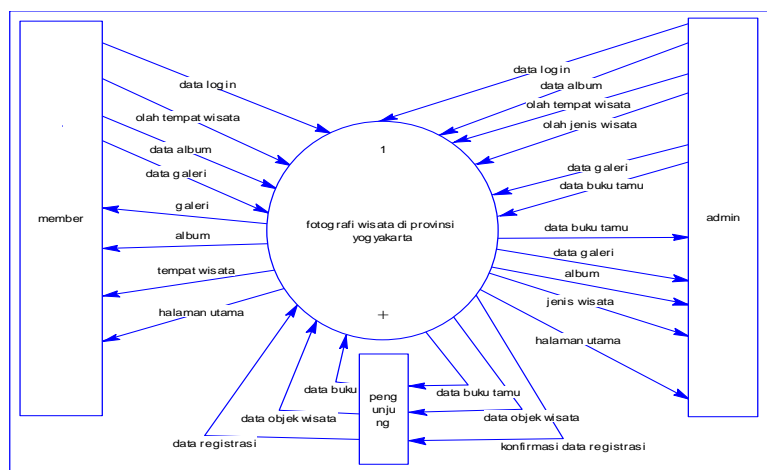 data login
olah tempat wisata
data album
data galeri
member
galeri
album
tempat wisata
halaman utama
1
fotografi wisata di provinsi
yogyakarta
+
data login
data album
olah tempat wisata
olah jenis wisata
data galeri
data buku tamu
admin
data buku tamu
data galeri
album
jenis wisata
halaman utama
data buku
data objek wisata
data registrasi
peng
unju
ng
data buku tamu
data objek wisata
konfirmasi data registrasi